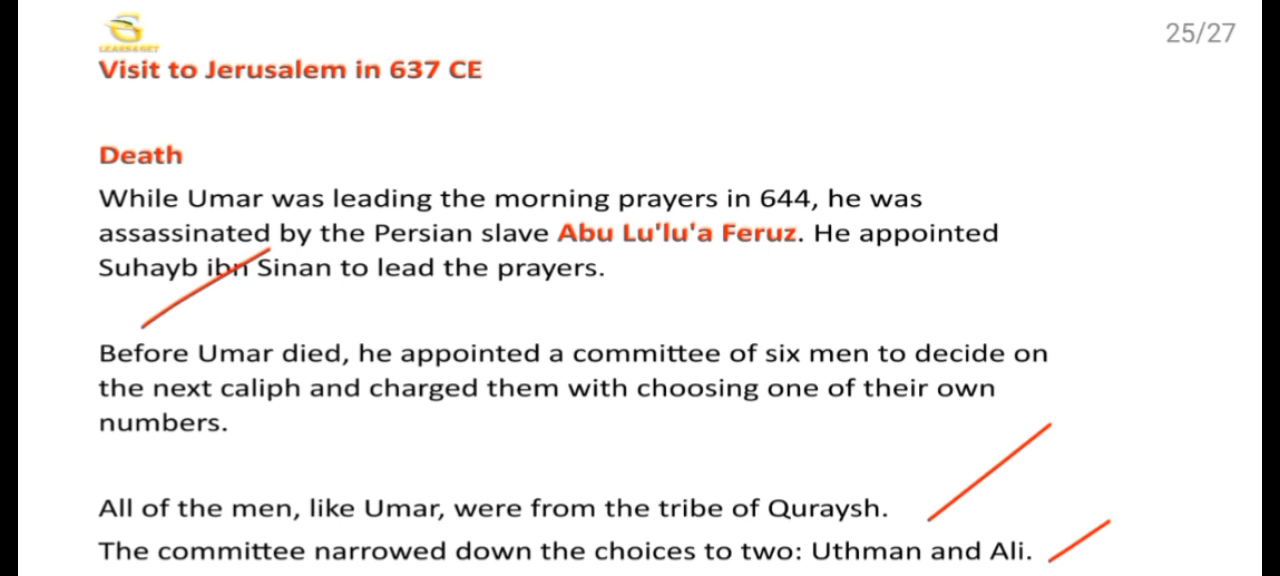 LEARN&GET
25/27
Visit to Jerusalem in 637 CE
Death
While Umar was leading the morning prayers in 644, he was
assassinated by the Persian slave Abu Lu'lu'a Feruz. He appointed
Suhayb ibn Sinan to lead the prayers.
Before Umar died, he appointed a committee of six men to decide on
the next caliph and charged them with choosing one of their own
numbers.
All of the men, like Umar, were from the tribe of Quraysh.
The committee narrowed down the choices to two: Uthman and Ali.